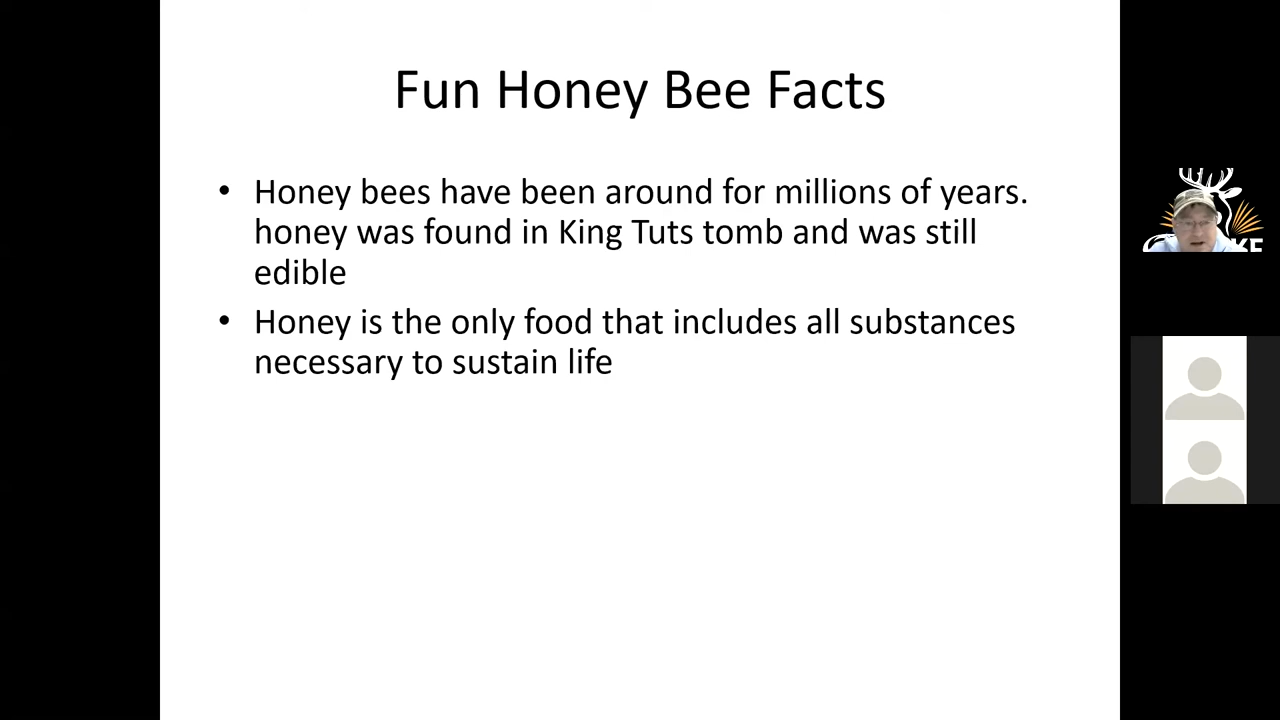 Fun Honey Bee Facts
• Honey bees have been around for millions of years.
honey was found in King Tuts tomb and was still
edible
• Honey is the only food that includes all substances
necessary to sustain life